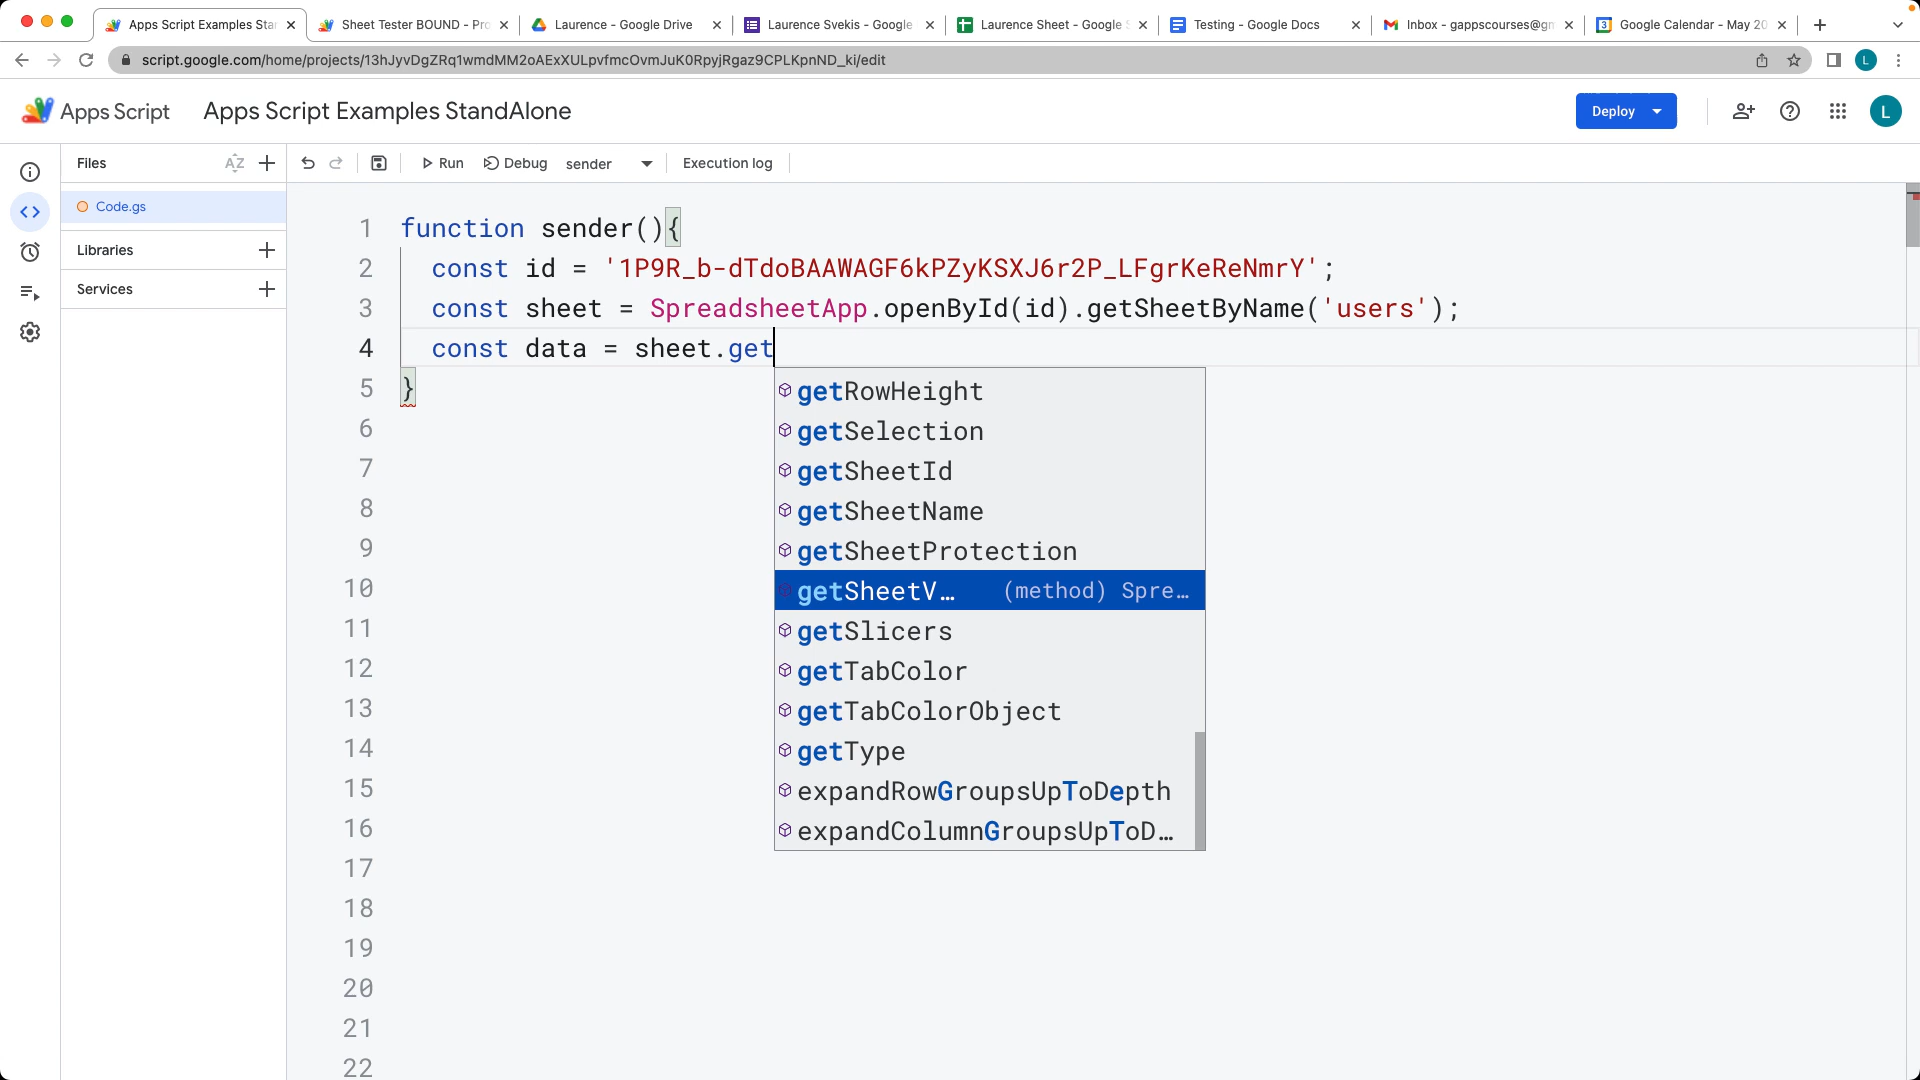 Apps Script Examples Star
Sheet Tester BOUND - Pro
Laurence - Google Drive
Laurence Svekis - Google
Laurence Sheet - Google S
Testing - Google Docs
Inbox - gappscourses@gm
Google Calendar - May 20
script.google.com/home/projects/13hJyvDgZRq1wmdMM2oAExXULpvfmcOvmJuK0RpyjRgaz9CPLKpnND_ki/edit
L
Apps Script
Apps Script Examples StandAlone
Deploy
L
Files
AZ
Run
Debug
sender
Execution log
Code.gs
Libraries
Services
1 function sender(){
2 const id = '1P9R_b-dTdoBAAWAGF6kPZyKSXJ6r2P_LFgrKeReNmrY';
3 const sheet = SpreadsheetApp.openById(id).getSheetByName('users');
4 const data = sheet.get
5 }
6
7
8
9
10
11
12
13
14
15
16
17
18
19
20
21
22
getRowHeight
getSelection
getSheetId
getSheetName
getSheetProtection
getSheetV… (method) Spre…
getSlicers
getTabColor
getTabColorObject
getType
expandRowGroupsUpToDepth
expandColumnGroupsUpToD…